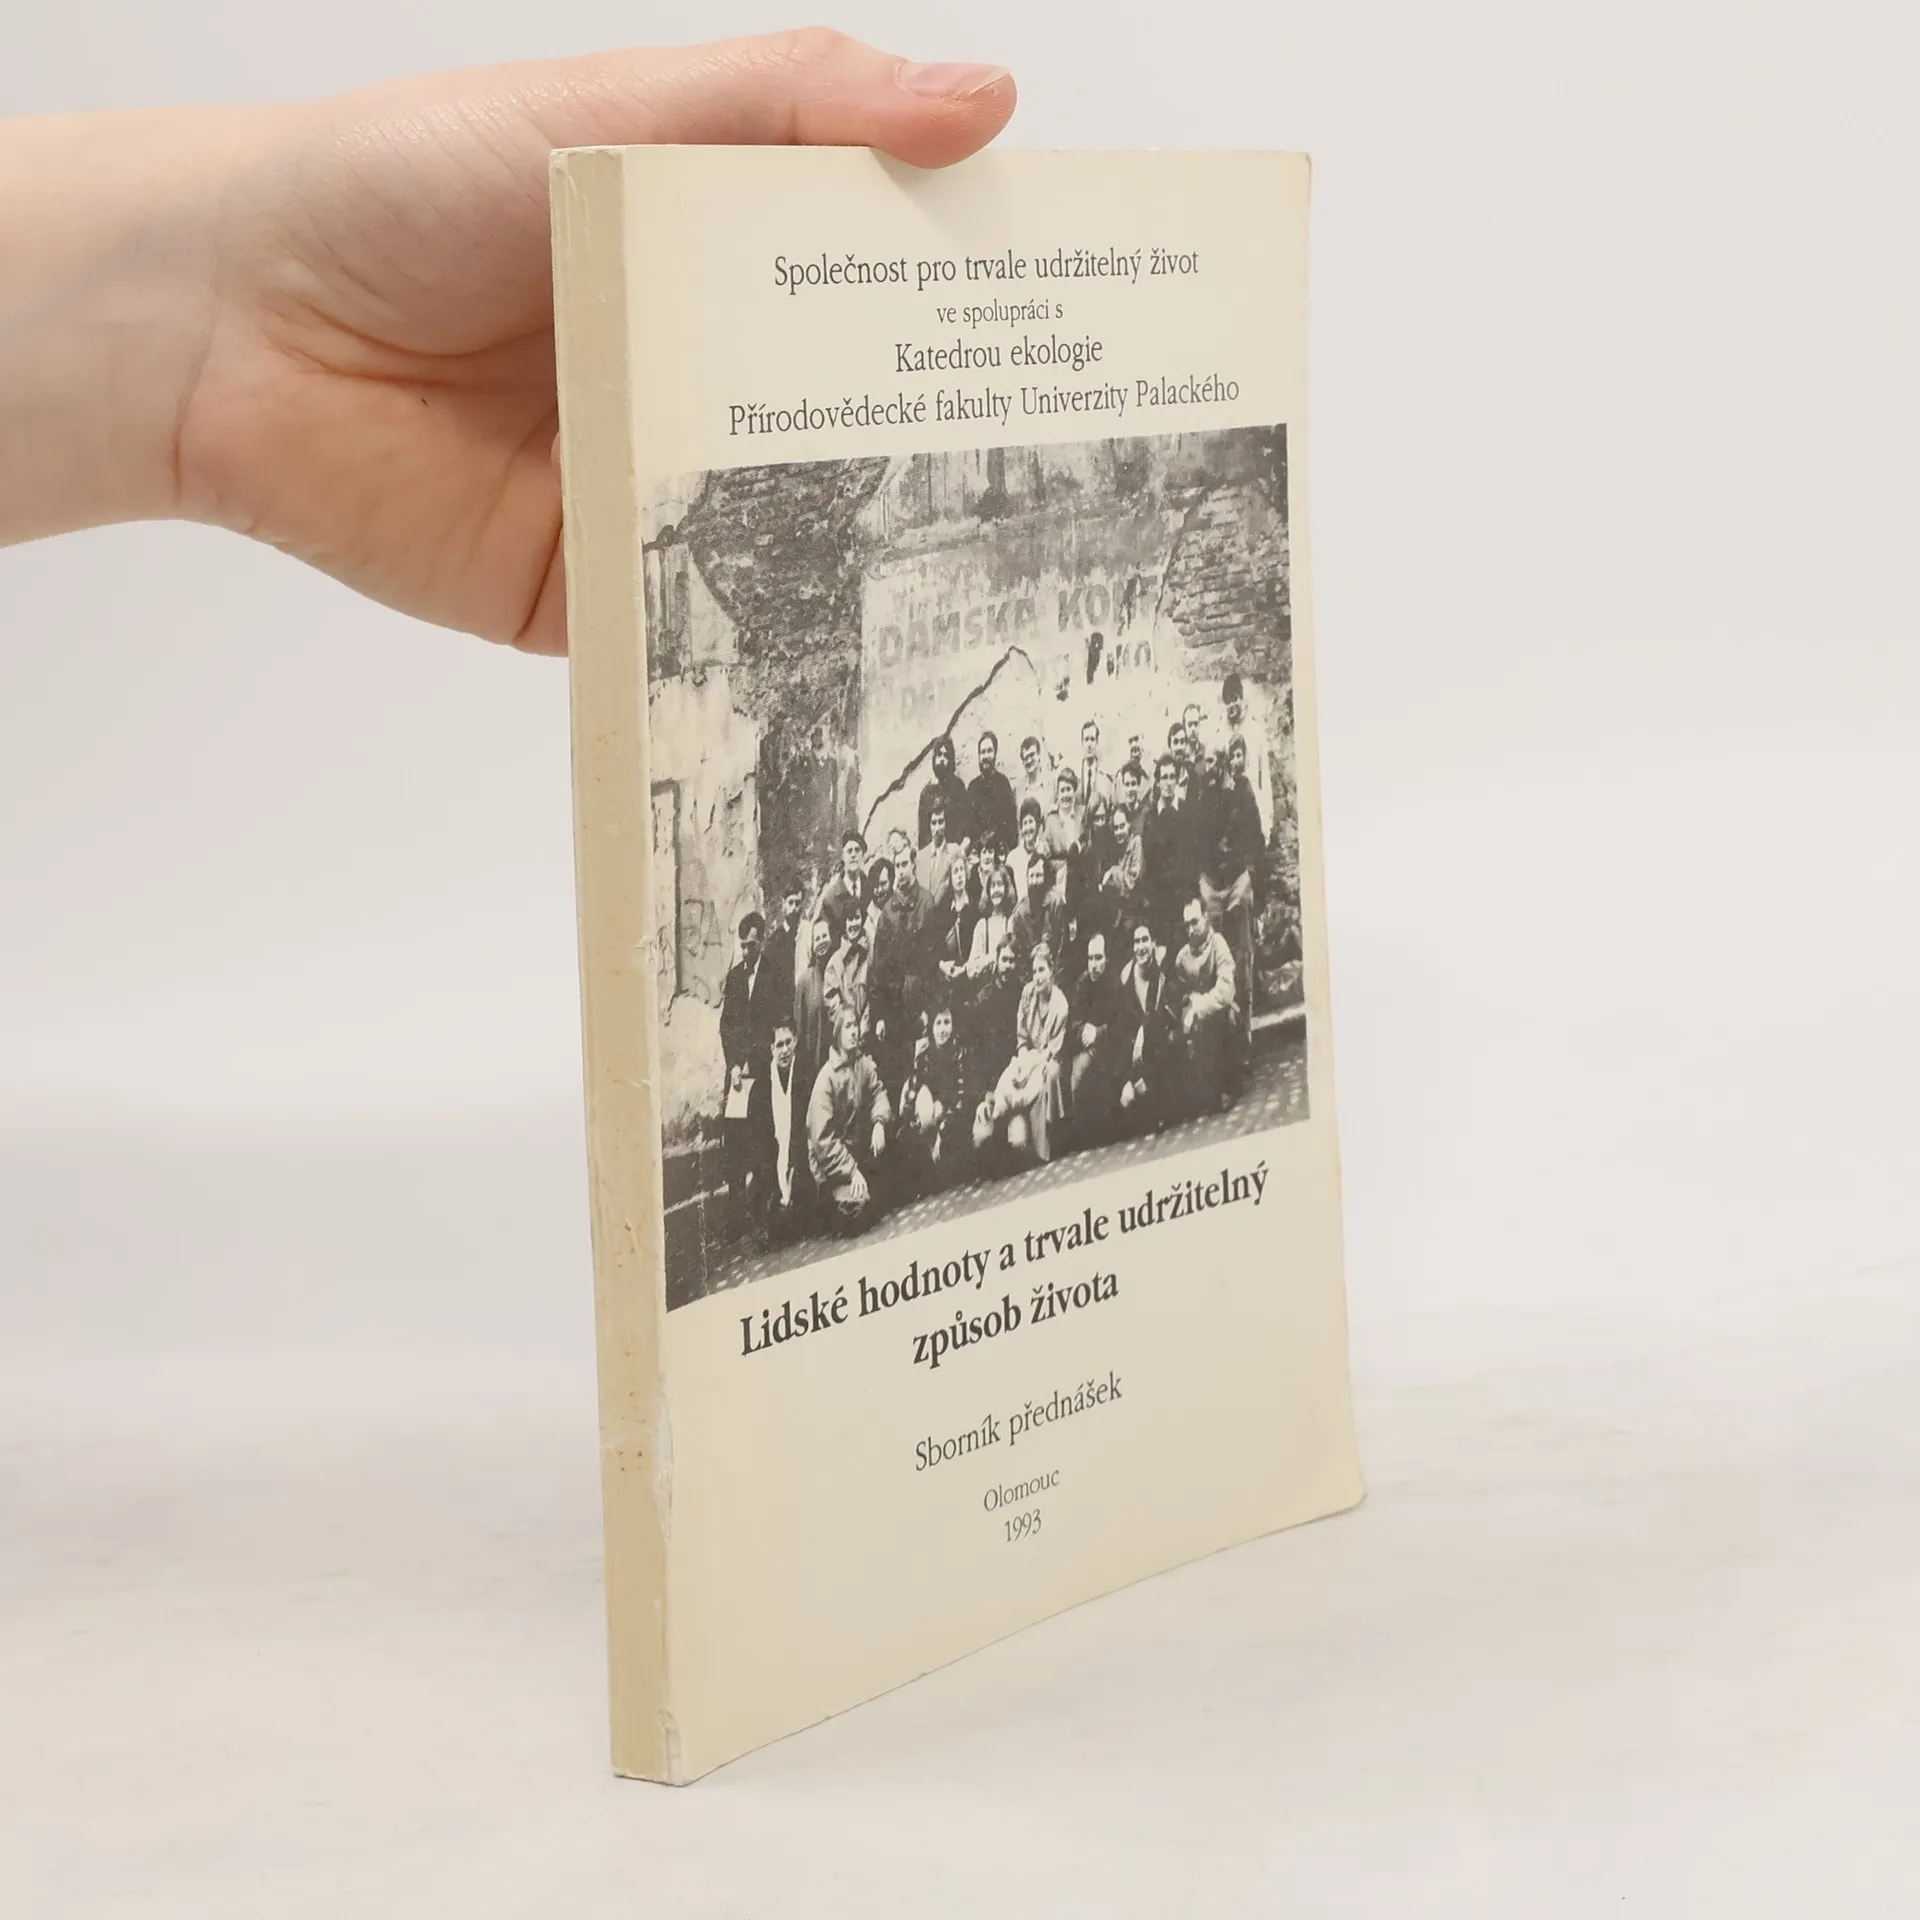 Společnost pro trvale udržitelný život
ve spolupráci s
Katedrou ekologie
Přírodovědecké fakulty Univerzity Palackého
DÁMSKÁ
Lidské hodnoty a trvale udržitelný
způsob života
Sborník přednášek
Olomouc
1993